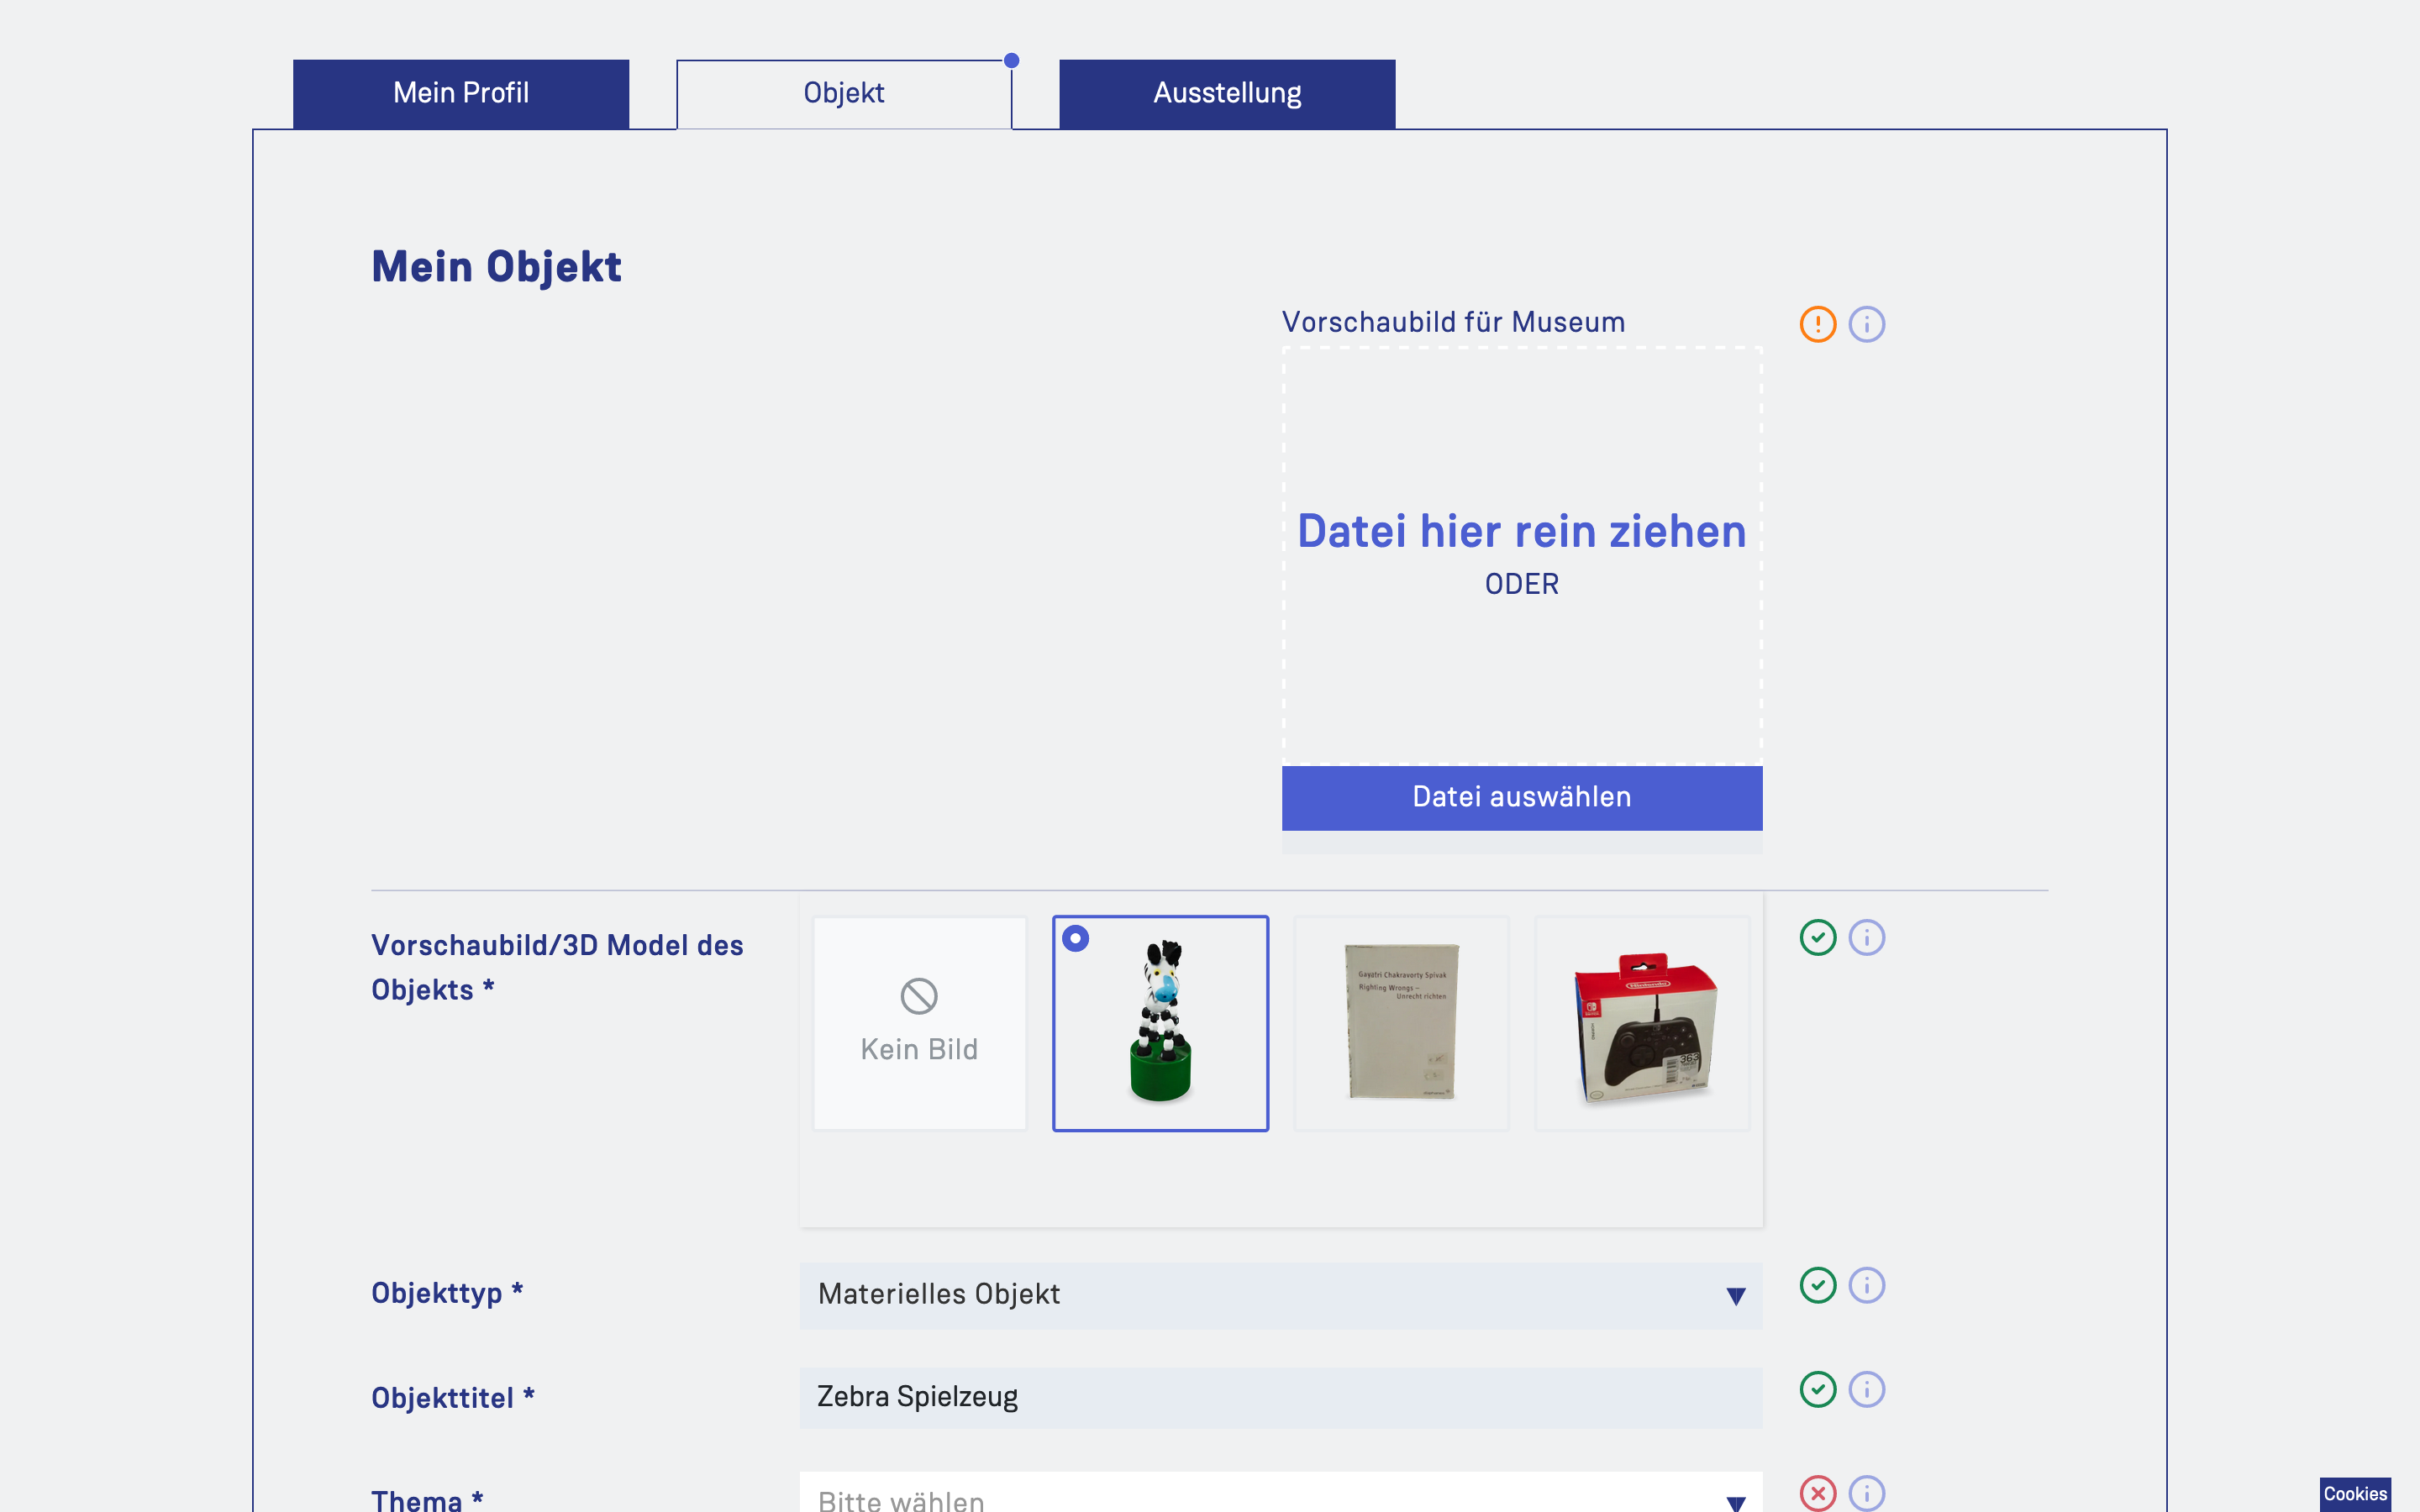 Mein Profil
Objekt
Ausstellung
Mein Objekt
Vorschaubild für Museum
Datei hier rein ziehen
ODER
Datei auswählen
Vorschaubild/3D Model des
Objekts *
Kein Bild
Gayatri Chakravorty Spivak
Righting Wrongs –
Unrecht richten
Nintendo
Objekttyp *
Materielles Objekt
Objekttitel *
Zebra Spielzeug
Thema *
Bitte wählen
Cookies